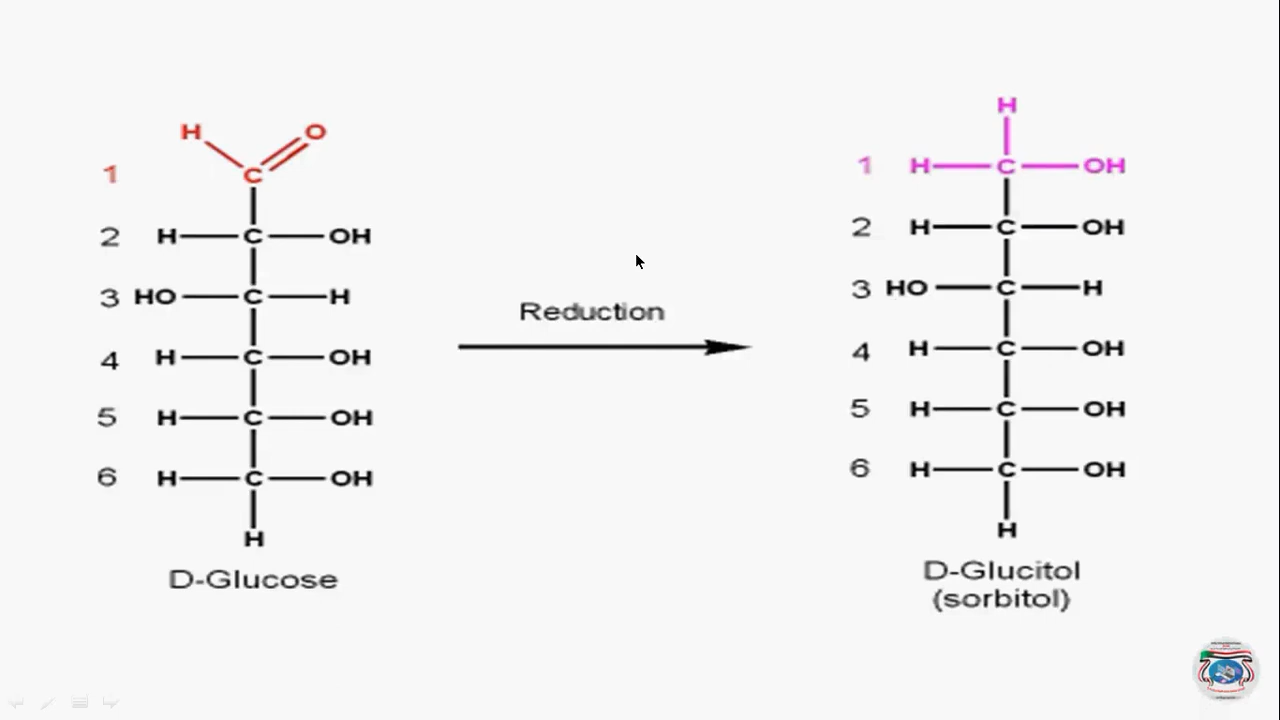 H O
1 C
2 H C OH
3 HO C H
4 H C OH
5 H C OH
6 H C OH
H
D-Glucose
Reduction
H
1 H C OH
2 H C OH
3 HO C H
4 H C OH
5 H C OH
6 H C OH
H
D-Glucitol
(sorbitol)